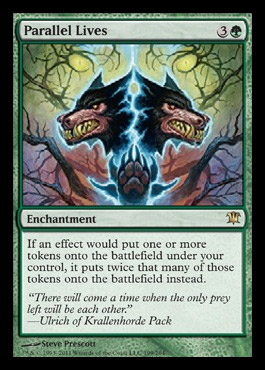 Parallel Lives 3
Enchantment
If an effect would put one or more
tokens onto the battlefield under your
control, it puts twice that many of those
tokens onto the battlefield instead.
“There will come a time when the only prey
left will be each other.”
—Ulrich of Krallenhorde Pack
Steve Prescott